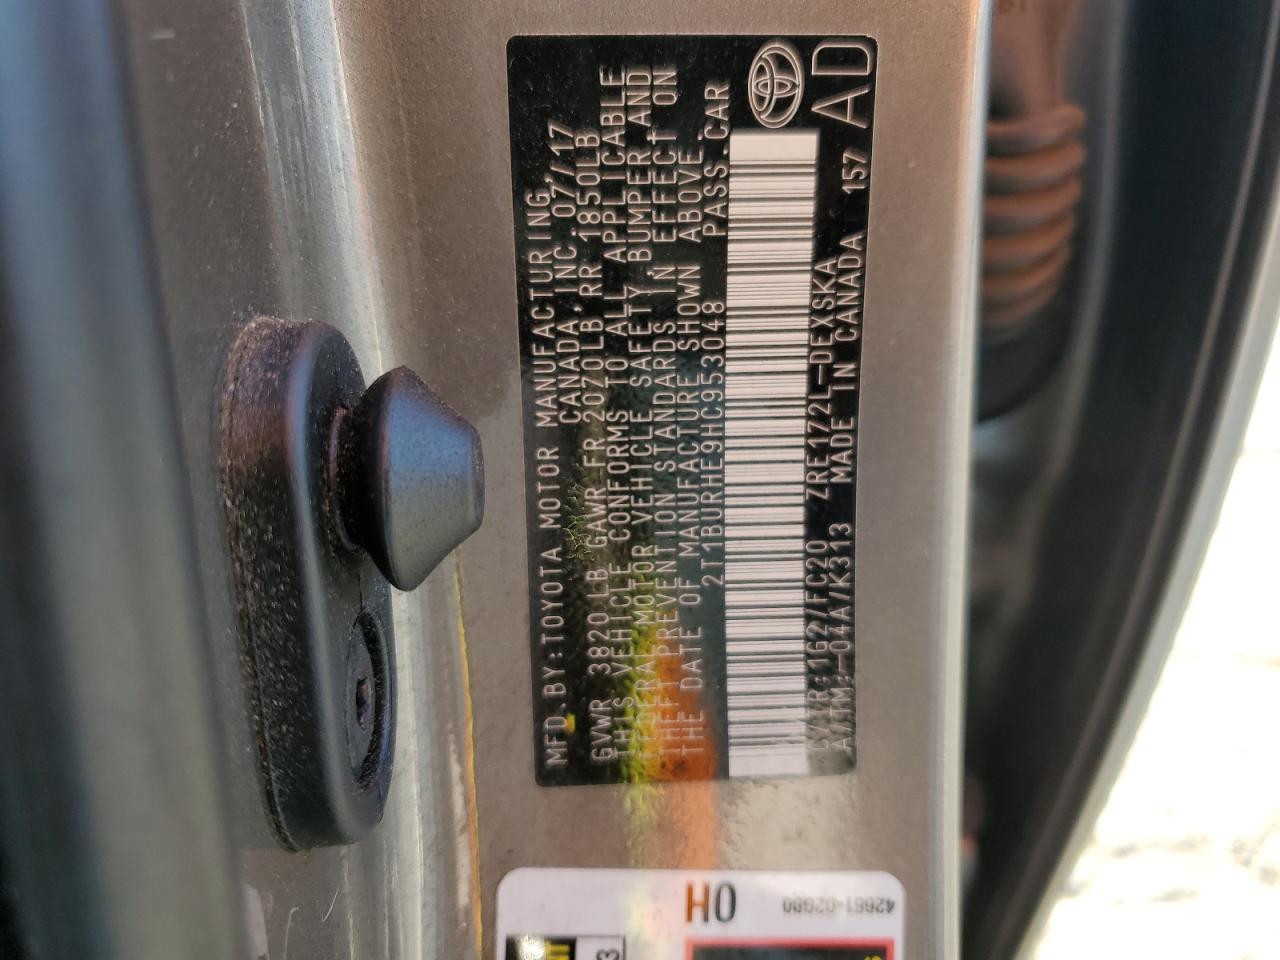 MFD. BY: TOYOTA MOTOR MANUFACTURING,
CANADA, INC. 07/17
GVWR 3820 LB GAWR FR 2070LB, RR 1850LB
THIS VEHICLE CONFORMS TO ALL APPLICABLE
FEDERAL MOTOR VEHICLE SAFETY, BUMPER, AND
THEFT PREVENTION STANDARDS IN EFFECT ON
THE DATE OF MANUFACTURE SHOWN ABOVE.
2T1BURHE9HC953048 PASS. CAR
C/TR: 1G2/FC20 ZRE172L-DEXSKA
A/TM: -04A/K313 MADE IN CANADA 157
AD
0H
42661-02G80